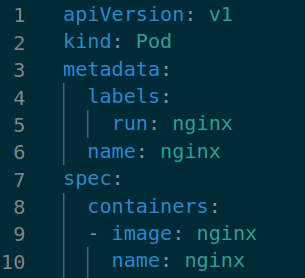 1 apiVersion: v1
2 kind: Pod
3 metadata:
4   labels:
5     run: nginx
6   name: nginx
7 spec:
8   containers:
9   - image: nginx
10    name: nginx